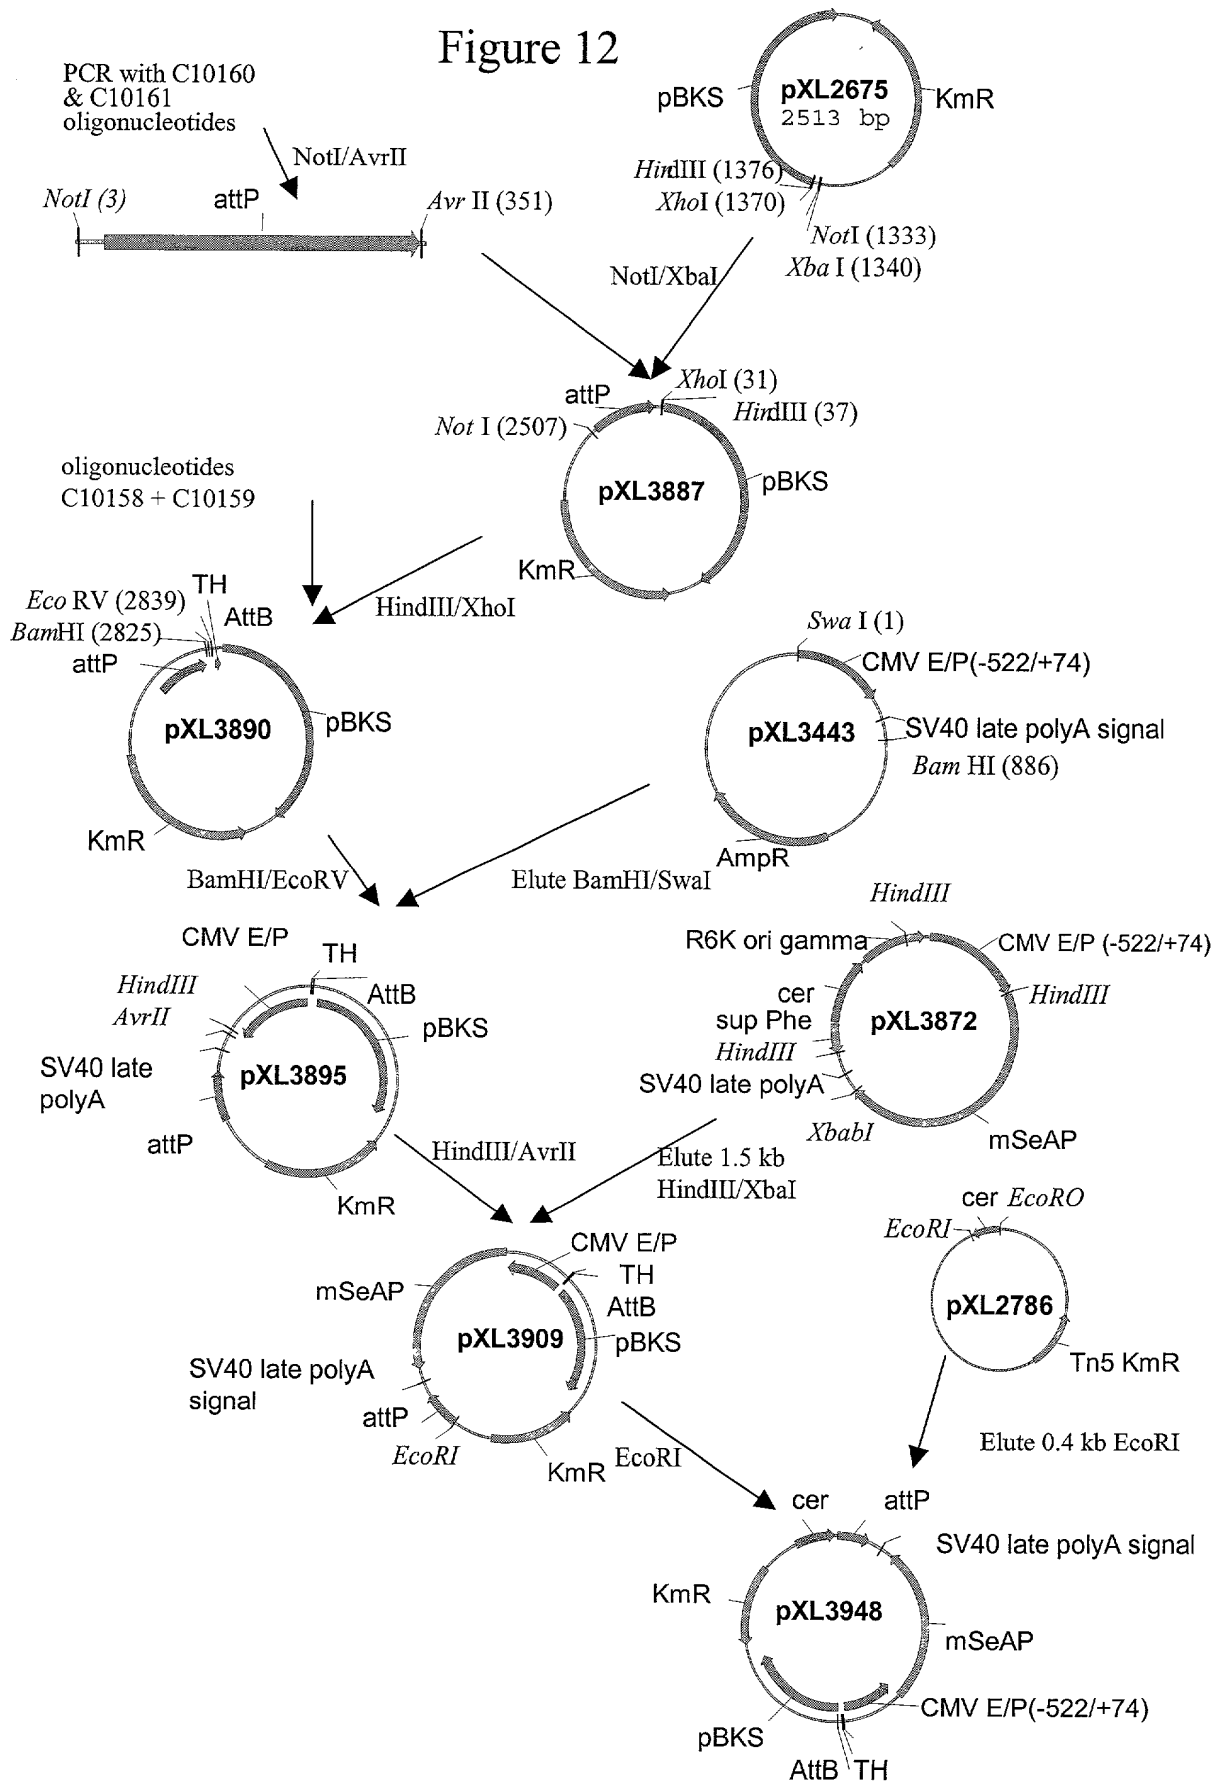 Figure 12
PCR with C10160
& C10161
oligonucleotides
NotI/AvrII
NotI (3)
attP
Avr II (351)
pBKS
pXL2675
2513 bp
KmR
HindIII (1376)
XhoI (1370)
NotI (1333)
Xba I (1340)
NotI/XbaI
attP
XhoI (31)
HindIII (37)
Not I (2507)
pXL3887
pBKS
KmR
oligonucleotides
C10158 + C10159
HindIII/XhoI
TH
Eco RV (2839)
AttB
BamHI (2825)
attP
pXL3890
pBKS
KmR
Swa I (1)
CMV E/P(-522/+74)
pXL3443
SV40 late polyA signal
Bam HI (886)
AmpR
BamHI/EcoRV
Elute BamHI/SwaI
CMV E/P
TH
HindIII
AttB
AvrII
pBKS
SV40 late
polyA
pXL3895
attP
KmR
HindIII
R6K ori gamma
CMV E/P (-522/+74)
cer
HindIII
sup Phe
pXL3872
HindIII
SV40 late polyA
XbabI
mSeAP
HindIII/AvrII
Elute 1.5 kb
HindIII/XbaI
cer EcoRO
EcoRI
pXL2786
Tn5 KmR
CMV E/P
mSeAP
TH
AttB
pXL3909
pBKS
SV40 late polyA
signal
attP
EcoRI
KmR
EcoRI
Elute 0.4 kb EcoRI
cer
attP
SV40 late polyA signal
KmR
pXL3948
mSeAP
CMV E/P(-522/+74)
pBKS
AttB
TH